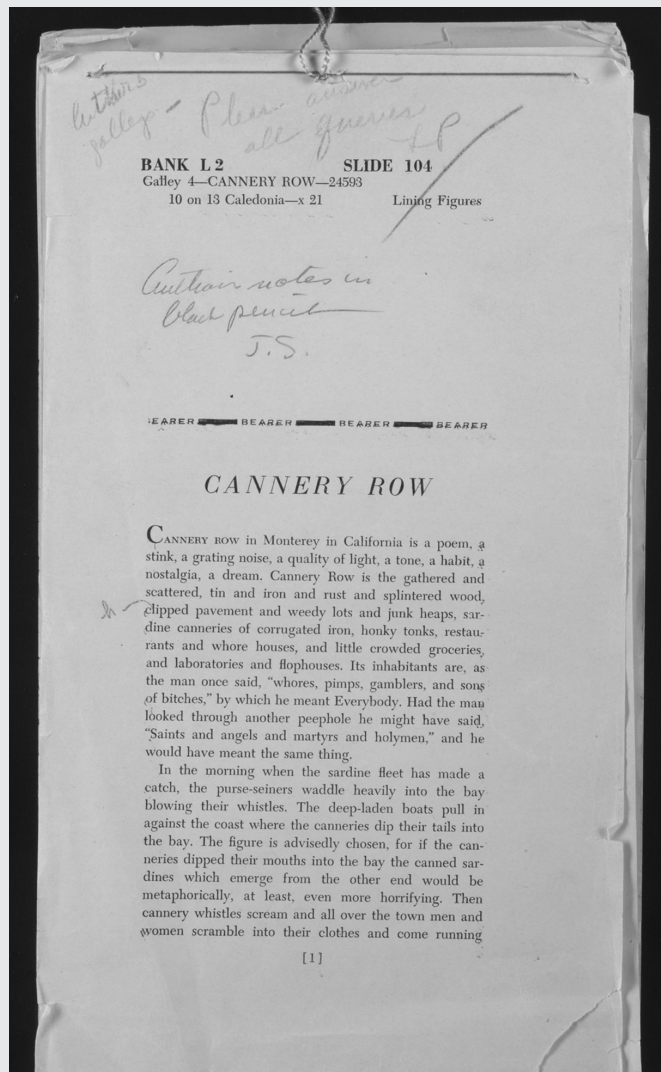 Author's galleys — Please answer
all queries
BANK L 2 SLIDE 104
Galley 4—CANNERY ROW—24593
10 on 13 Caledonia—x 21 Lining Figures
notes in
black pencil
J.S.
EARER BEARER BEARER BEARER
CANNERY ROW
CANNERY ROW in Monterey in California is a poem, a
stink, a grating noise, a quality of light, a tone, a habit, a
nostalgia, a dream. Cannery Row is the gathered and
scattered, tin and iron and rust and splintered wood,
h
clipped pavement and weedy lots and junk heaps, sar-
dine canneries of corrugated iron, honky tonks, restau-
rants and whore houses, and little crowded groceries,
and laboratories and flophouses. Its inhabitants are, as
the man once said, “whores, pimps, gamblers, and sons
of bitches,” by which he meant Everybody. Had the man
looked through another peephole he might have said,
“Saints and angels and martyrs and holymen,” and he
would have meant the same thing.
In the morning when the sardine fleet has made a
catch, the purse-seiners waddle heavily into the bay
blowing their whistles. The deep-laden boats pull in
against the coast where the canneries dip their tails into
the bay. The figure is advisedly chosen, for if the can-
neries dipped their mouths into the bay the canned sar-
dines which emerge from the other end would be
metaphorically, at least, even more horrifying. Then
cannery whistles scream and all over the town men and
women scramble into their clothes and come running
[1]